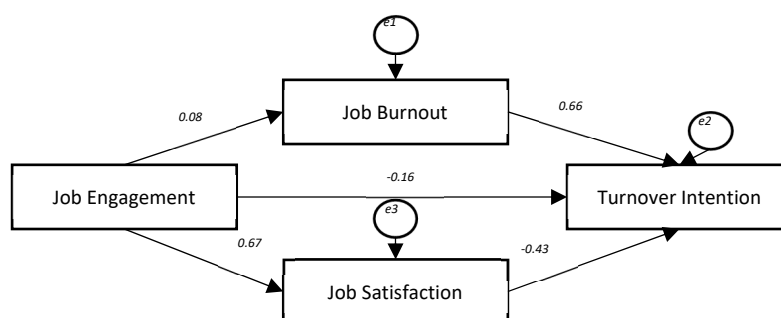 e1
Job Burnout
0.08
0.66
e2
Job Engagement
-0.16
Turnover Intention
e3
0.67
-0.43
Job Satisfaction